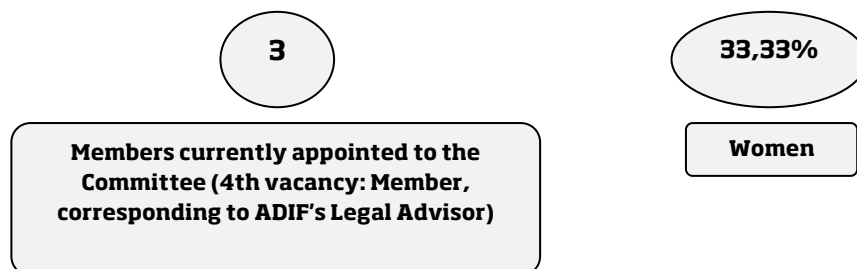 3
33,33%
Members currently appointed to the
Committee (4th vacancy: Member,
corresponding to ADIF's Legal Advisor)
Women